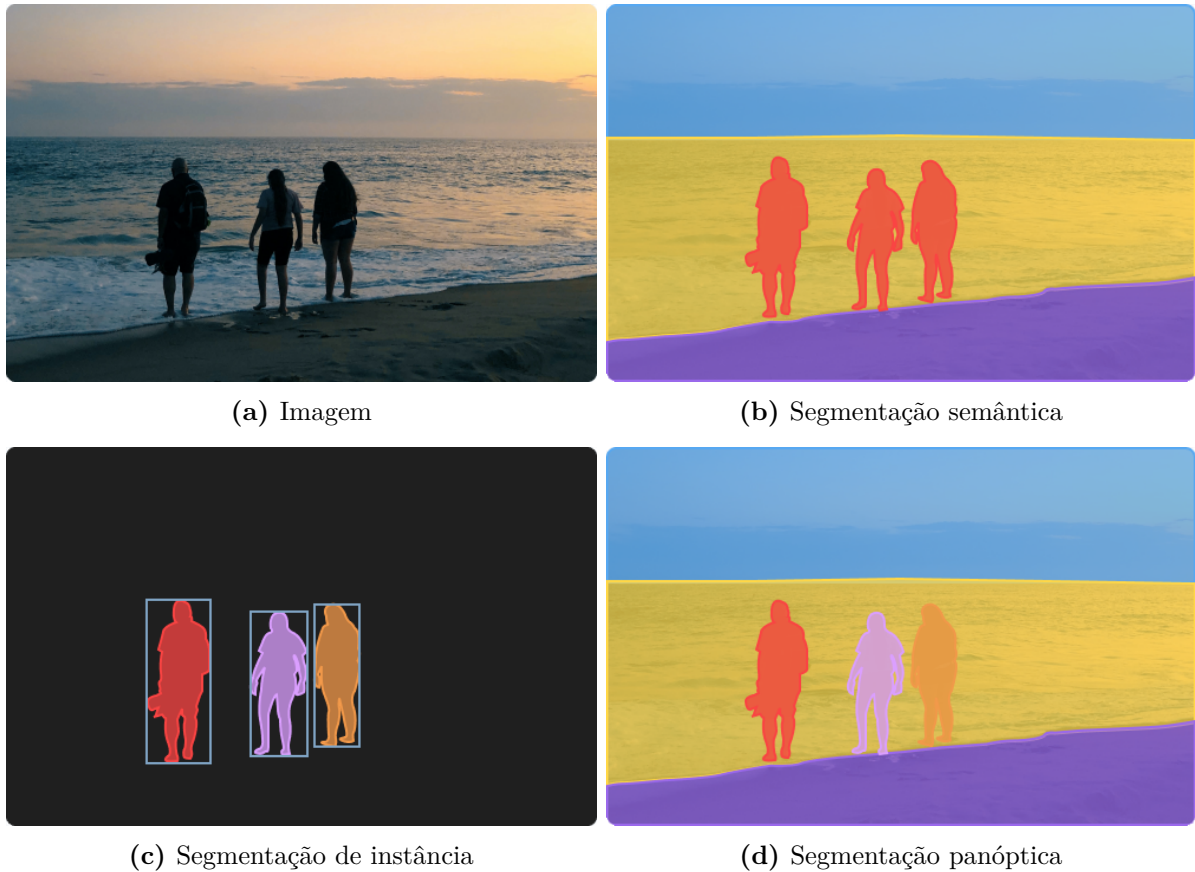 (a) Imagem
(b) Segmentação semântica
(c) Segmentação de instância
(d) Segmentação panóptica